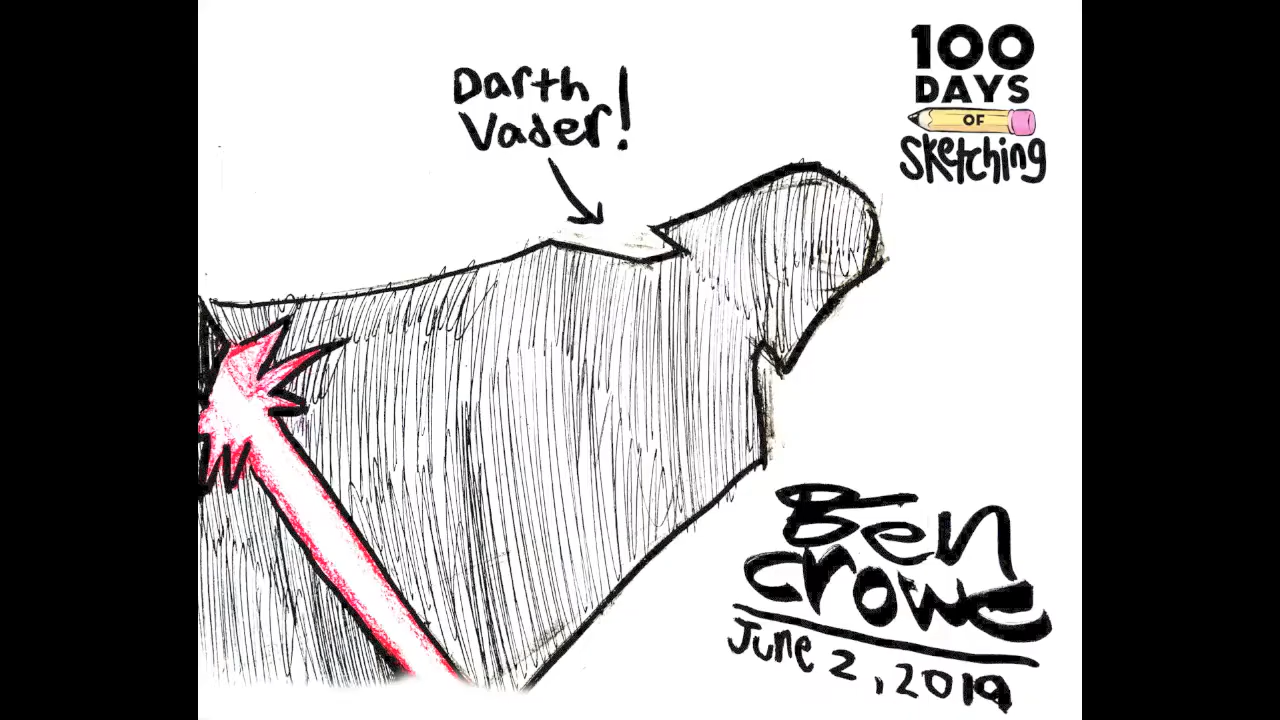 Darth
Vader!
100
DAYS
OF
Sketching
Ben
Crowe
June 2, 2019